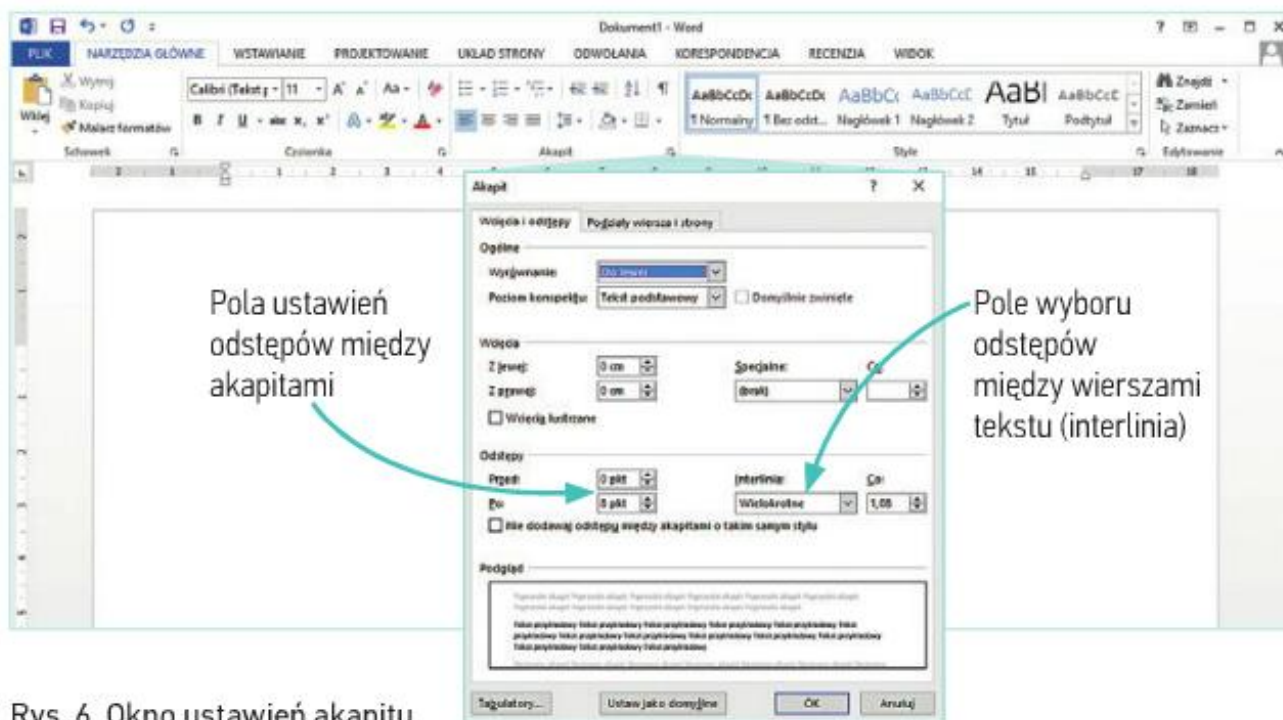 Dokument1 - Word
PLIK NARZĘDZIA GŁÓWNE WSTAWIANIE PROJEKTOWANIE UKŁAD STRONY ODWOŁANIA KORESPONDENCJA RECENZJA WIDOK
Wklej
Wytnij
Kopiuj
Malarz formatów
Schowek
Calibri (Tekst p 11
B I U abc x, x'
Czcionka
Akapit
AaBbCcDc AaBbCcDc AaBbCc AaBbCcC AaBl AaBbCcC
¶ Normalny ¶ Bez odst... Nagłówek 1 Nagłówek 2 Tytuł Podtytuł
Style
Znajdź
Zamień
Zaznacz
Edytowanie
Akapit ? X
Wcięcia i odstępy Podziały wiersza i strony
Ogólne
Wyrównanie: Do lewej
Poziom konspektu: Tekst podstawowy Domyślnie zwinięte
Wcięcia
Z lewej: 0 cm Specjalne: Co:
Z prawej: 0 cm (brak)
Wcięcia lustrzane
Odstępy
Przed: 0 pkt Interlinia: Co:
Po: 8 pkt Wielokrotne 1,08
Nie dodawaj odstępu między akapitami o takim samym stylu
Podgląd
Tabulatory... Ustaw jako domyślne OK Anuluj
Pola ustawień
odstępów między
akapitami
Pole wyboru
odstępów
między wierszami
tekstu (interlinia)
Rys. 6. Okno ustawień akapitu